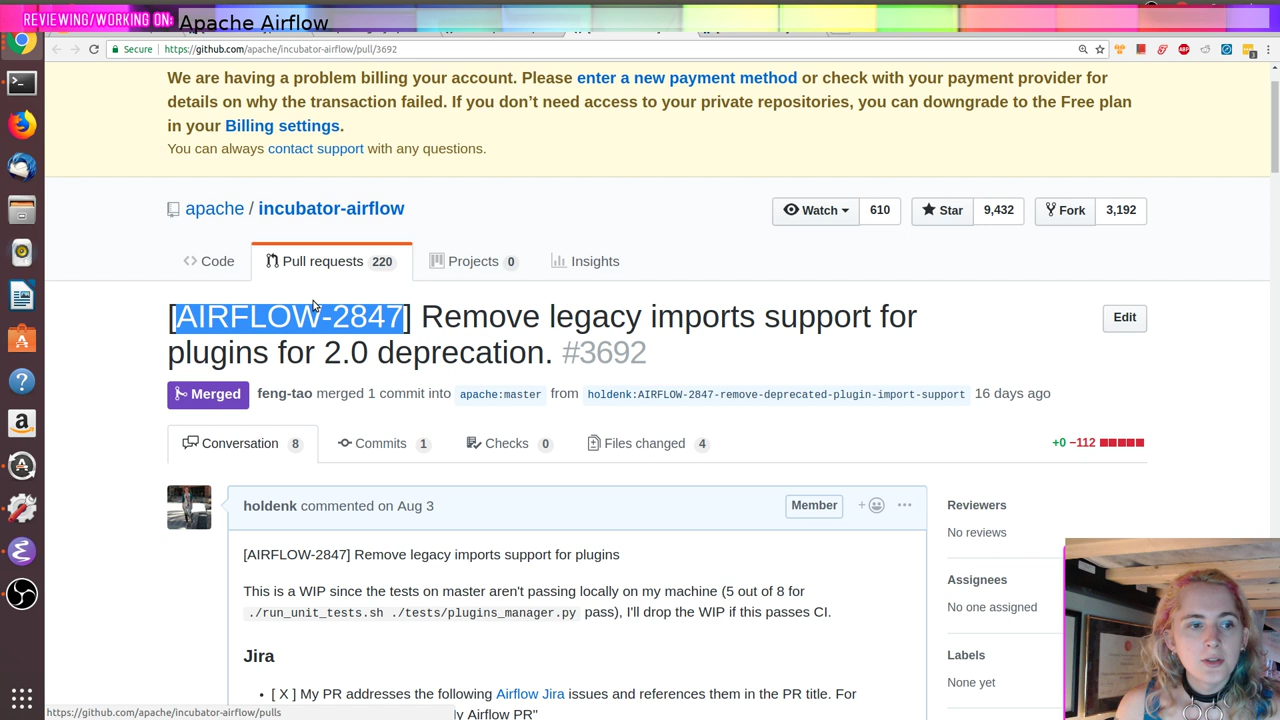 REVIEWING/WORKING ON: Apache Airflow
Secure https://github.com/apache/incubator-airflow/pull/3692
We are having a problem billing your account. Please enter a new payment method or check with your payment provider for
details on why the transaction failed. If you don’t need access to your private repositories, you can downgrade to the Free plan
in your Billing settings.
You can always contact support with any questions.
apache / incubator-airflow
Watch 610 Star 9,432 Fork 3,192
Code Pull requests 220 Projects 0 Insights
[AIRFLOW-2847] Remove legacy imports support for
plugins for 2.0 deprecation. #3692
Edit
Merged feng-tao merged 1 commit into apache:master from holdenk:AIRFLOW-2847-remove-deprecated-plugin-import-support 16 days ago
Conversation 8 Commits 1 Checks 0 Files changed 4 +0 −112
holdenk commented on Aug 3 Member
[AIRFLOW-2847] Remove legacy imports support for plugins
This is a WIP since the tests on master aren't passing locally on my machine (5 out of 8 for
./run_unit_tests.sh ./tests/plugins_manager.py pass), I'll drop the WIP if this passes CI.
Jira
[ X ] My PR addresses the following Airflow Jira issues and references them in the PR title. For
My Airflow PR"
Reviewers
No reviews
Assignees
No one assigned
Labels
None yet
https://github.com/apache/incubator-airflow/pulls